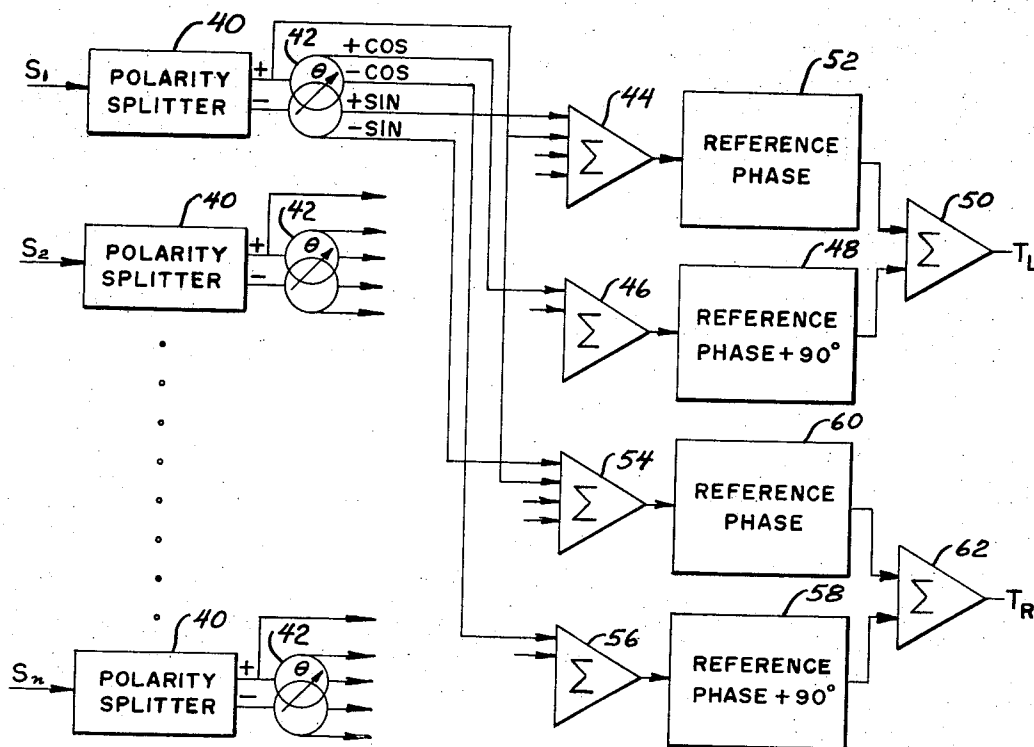 40
S1
POLARITY
SPLITTER
+
−
42
θ
+COS
−COS
+SIN
−SIN
44
Σ
52
REFERENCE
PHASE
50
Σ
TL
40
S2
POLARITY
SPLITTER
+
−
42
θ
46
Σ
48
REFERENCE
PHASE + 90°
54
Σ
60
REFERENCE
PHASE
62
Σ
TR
56
Σ
58
REFERENCE
PHASE + 90°
40
Sn
POLARITY
SPLITTER
+
−
42
θ